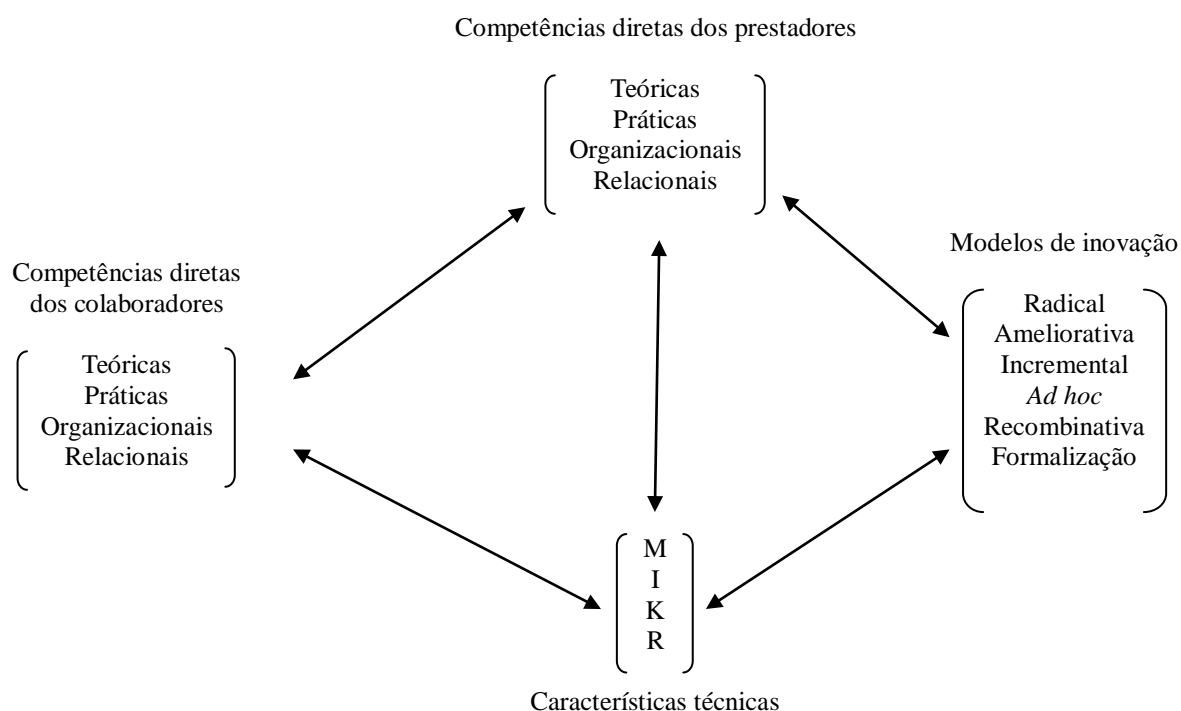 Competências diretas dos prestadores
Teóricas
Práticas
Organizacionais
Relacionais
Competências diretas
dos colaboradores
Teóricas
Práticas
Organizacionais
Relacionais
Modelos de inovação
Radical
Ameliorativa
Incremental
Ad hoc
Recombinativa
Formalização
M
I
K
R
Características técnicas